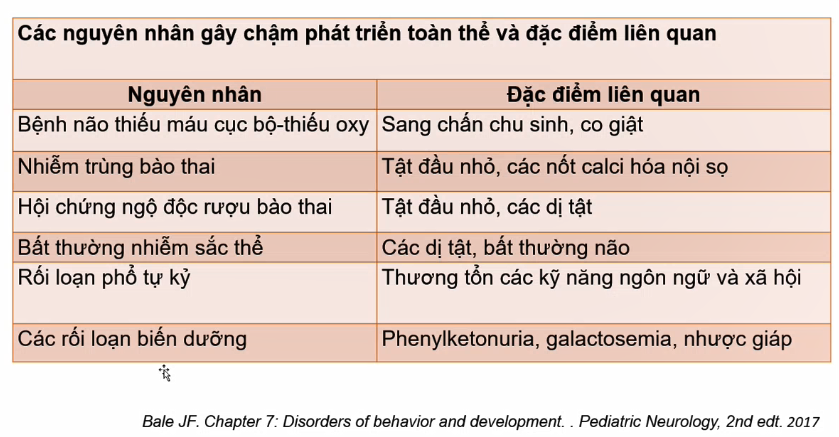 Các nguyên nhân gây chậm phát triển toàn thể và đặc điểm liên quan
Nguyên nhân
Đặc điểm liên quan
Bệnh não thiếu máu cục bộ-thiếu oxy
Sang chấn chu sinh, co giật
Nhiễm trùng bào thai
Tật đầu nhỏ, các nốt calci hóa nội sọ
Hội chứng ngộ độc rượu bào thai
Tật đầu nhỏ, các dị tật
Bất thường nhiễm sắc thể
Các dị tật, bất thường não
Rối loạn phổ tự kỷ
Thương tổn các kỹ năng ngôn ngữ và xã hội
Các rối loạn biến dưỡng
Phenylketonuria, galactosemia, nhược giáp
Bale JF. Chapter 7: Disorders of behavior and development. . Pediatric Neurology, 2nd edt. 2017